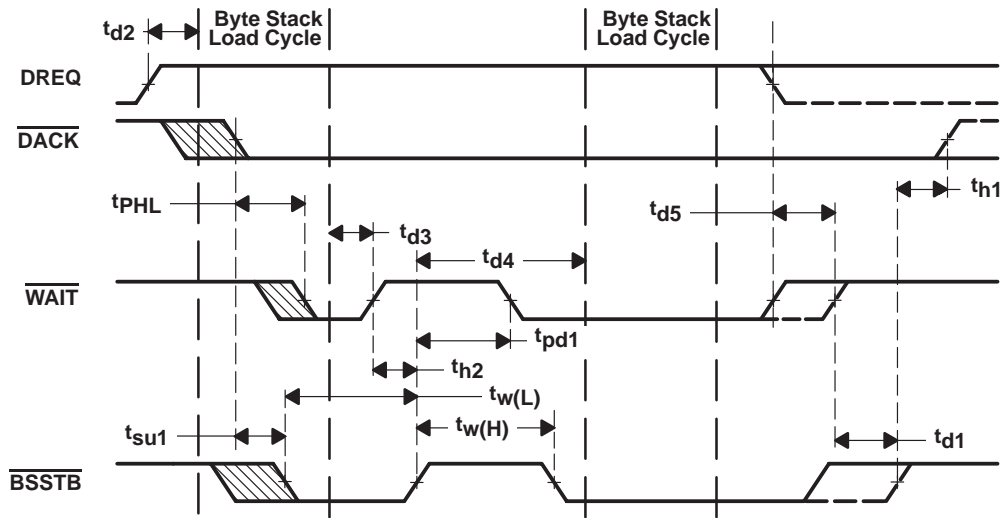 Byte Stack
Load Cycle
Byte Stack
Load Cycle
td2
DREQ
DACK
tPHL
th1
td5
td3
td4
WAIT
tpd1
th2
tw(L)
tw(H)
tsu1
td1
BSSTB